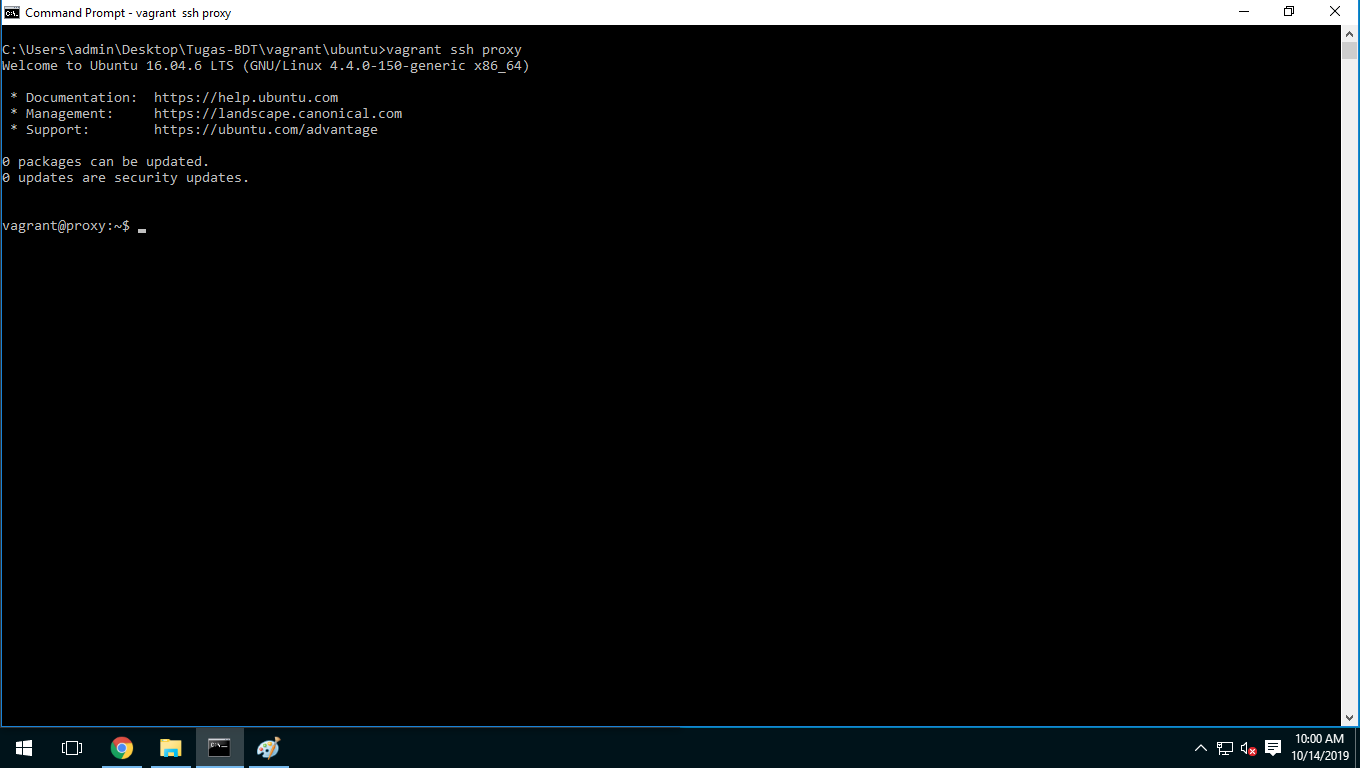 Command Prompt - vagrant  ssh proxy
C:\Users\admin\Desktop\Tugas-BDT\vagrant\ubuntu>vagrant ssh proxy
Welcome to Ubuntu 16.04.6 LTS (GNU/Linux 4.4.0-150-generic x86_64)
 * Documentation:  https://help.ubuntu.com
 * Management:     https://landscape.canonical.com
 * Support:        https://ubuntu.com/advantage
0 packages can be updated.
0 updates are security updates.
vagrant@proxy:~$
10:00 AM
10/14/2019